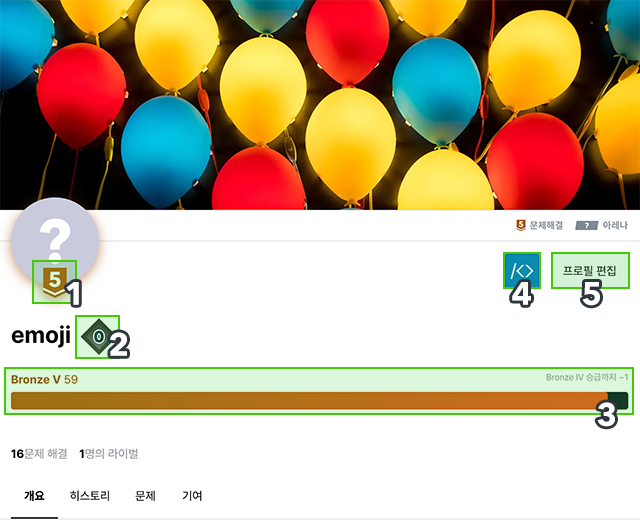 문제해결 ? 아레나
?
5
1
/<> 4
프로필 편집 5
emoji 0 2
Bronze V 59 Bronze IV 승급까지 −1
3
16문제 해결 1명의 라이벌
개요 히스토리 문제 기여